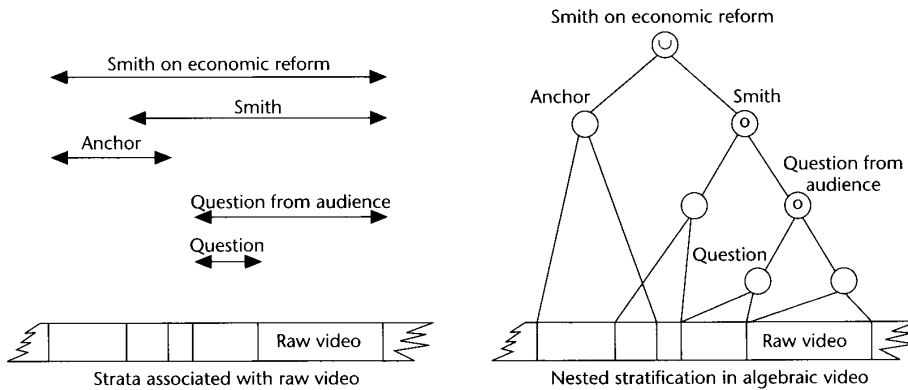 Smith on economic reform
Smith
Anchor
Question from audience
Question
Raw video
Strata associated with raw video
Smith on economic reform
∪
Anchor
Smith
o
Question from
audience
o
Question
Raw video
Nested stratification in algebraic video